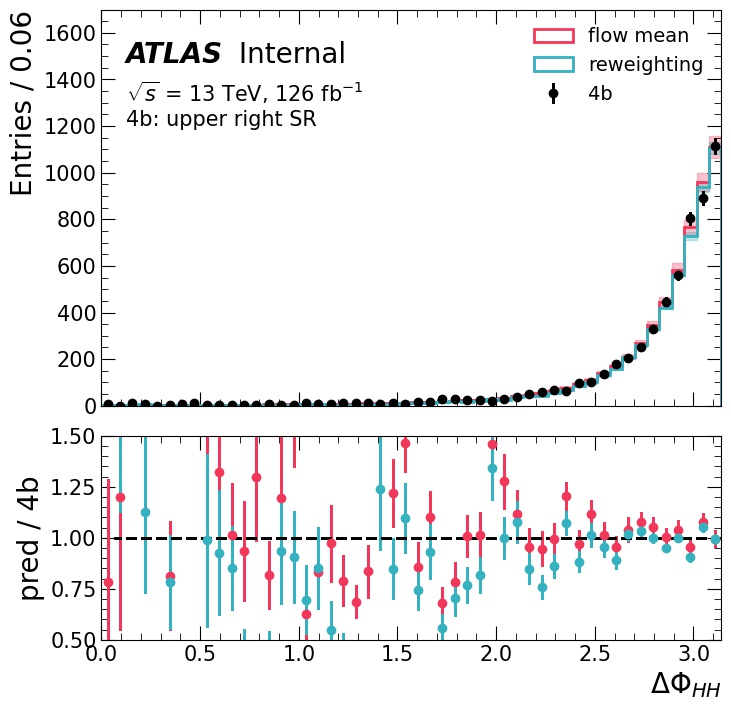 Entries / 0.06
1600
1400
1200
1000
800
600
400
200
0
ATLAS Internal
√s = 13 TeV, 126 fb⁻¹
4b: upper right SR
flow mean
reweighting
4b
pred / 4b
1.50
1.25
1.00
0.75
0.50
0.0 0.5 1.0 1.5 2.0 2.5 3.0
ΔΦ_HH